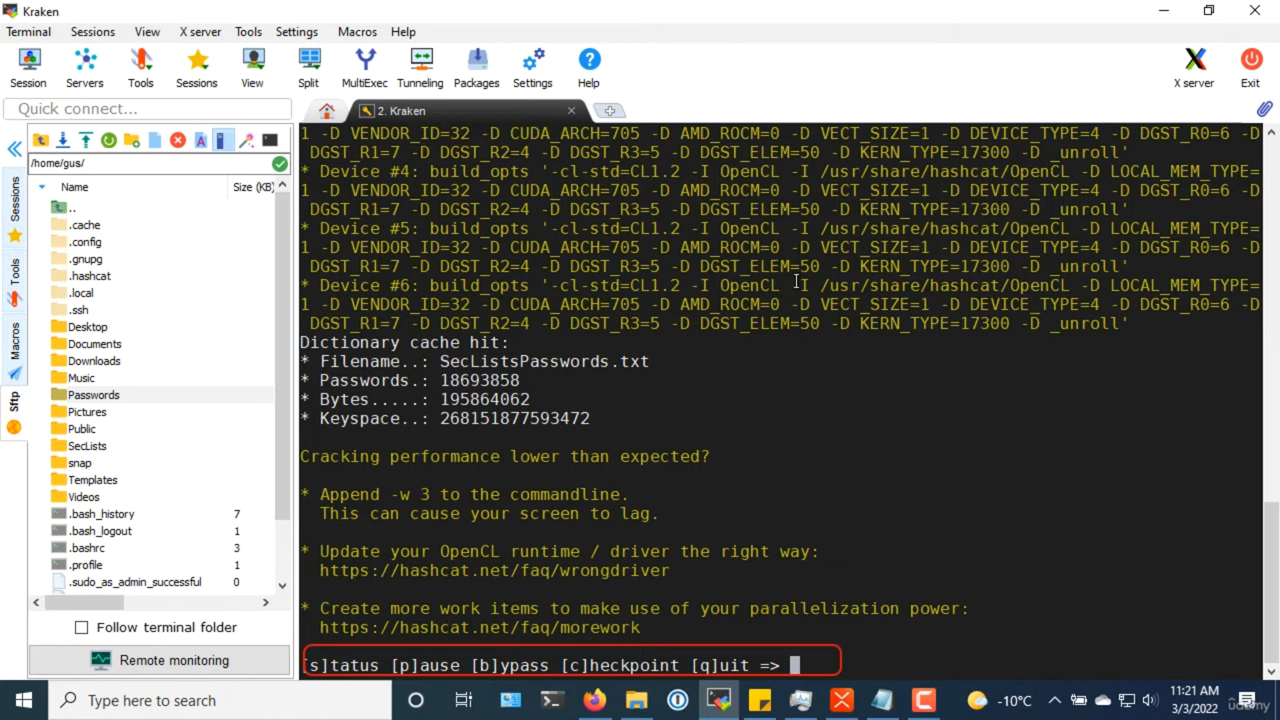 Kraken
Terminal Sessions View X server Tools Settings Macros Help
Session Servers Tools Sessions View Split MultiExec Tunneling Packages Settings Help X server Exit
Quick connect...
2. Kraken
/home/gus/
Name Size (KB)
..
.cache
.config
.gnupg
.hashcat
.local
.ssh
Desktop
Documents
Downloads
Music
Passwords
Pictures
Public
SecLists
snap
Templates
Videos
.bash_history 7
.bash_logout 1
.bashrc 3
.profile 1
.sudo_as_admin_successful 0
Follow terminal folder
Remote monitoring
Sessions
Tools
Macros
Sftp
1 -D VENDOR_ID=32 -D CUDA_ARCH=705 -D AMD_ROCM=0 -D VECT_SIZE=1 -D DEVICE_TYPE=4 -D DGST_R0=6 -D
DGST_R1=7 -D DGST_R2=4 -D DGST_R3=5 -D DGST_ELEM=50 -D KERN_TYPE=17300 -D _unroll'
* Device #4: build_opts '-cl-std=CL1.2 -I OpenCL -I /usr/share/hashcat/OpenCL -D LOCAL_MEM_TYPE=
1 -D VENDOR_ID=32 -D CUDA_ARCH=705 -D AMD_ROCM=0 -D VECT_SIZE=1 -D DEVICE_TYPE=4 -D DGST_R0=6 -D
DGST_R1=7 -D DGST_R2=4 -D DGST_R3=5 -D DGST_ELEM=50 -D KERN_TYPE=17300 -D _unroll'
* Device #5: build_opts '-cl-std=CL1.2 -I OpenCL -I /usr/share/hashcat/OpenCL -D LOCAL_MEM_TYPE=
1 -D VENDOR_ID=32 -D CUDA_ARCH=705 -D AMD_ROCM=0 -D VECT_SIZE=1 -D DEVICE_TYPE=4 -D DGST_R0=6 -D
DGST_R1=7 -D DGST_R2=4 -D DGST_R3=5 -D DGST_ELEM=50 -D KERN_TYPE=17300 -D _unroll'
* Device #6: build_opts '-cl-std=CL1.2 -I OpenCL -I /usr/share/hashcat/OpenCL -D LOCAL_MEM_TYPE=
1 -D VENDOR_ID=32 -D CUDA_ARCH=705 -D AMD_ROCM=0 -D VECT_SIZE=1 -D DEVICE_TYPE=4 -D DGST_R0=6 -D
DGST_R1=7 -D DGST_R2=4 -D DGST_R3=5 -D DGST_ELEM=50 -D KERN_TYPE=17300 -D _unroll'
Dictionary cache hit:
* Filename..: SecListsPasswords.txt
* Passwords.: 18693858
* Bytes.....: 195864062
* Keyspace..: 268151877593472
Cracking performance lower than expected?
* Append -w 3 to the commandline.
This can cause your screen to lag.
* Update your OpenCL runtime / driver the right way:
https://hashcat.net/faq/wrongdriver
* Create more work items to make use of your parallelization power:
https://hashcat.net/faq/morework
[s]tatus [p]ause [b]ypass [c]heckpoint [q]uit =>
Type here to search
-10°C
11:21 AM
3/3/2022
ûdemy